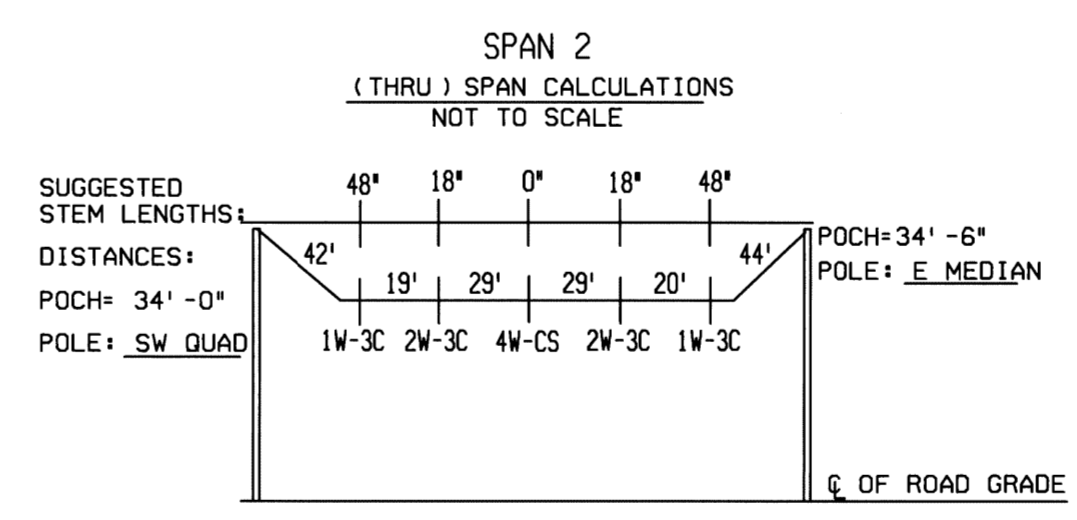 SPAN 2
(THRU) SPAN CALCULATIONS
NOT TO SCALE
SUGGESTED
STEM LENGTHS:
48" 18" 0" 18" 48"
DISTANCES:
42' 19' 29' 29' 20' 44'
POCH= 34'-0"
POLE: SW QUAD
1W-3C 2W-3C 4W-CS 2W-3C 1W-3C
POCH=34'-6"
POLE: E MEDIAN
℄ OF ROAD GRADE